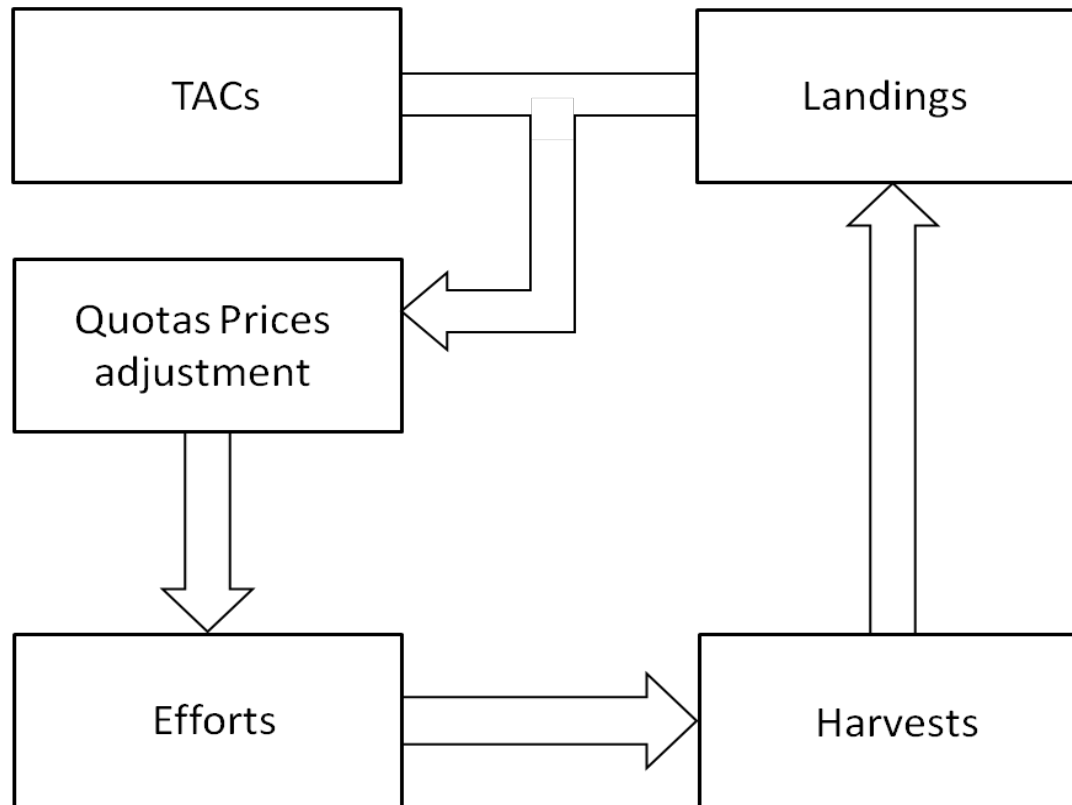 TACs
Landings
Quotas Prices
adjustment
Efforts
Harvests